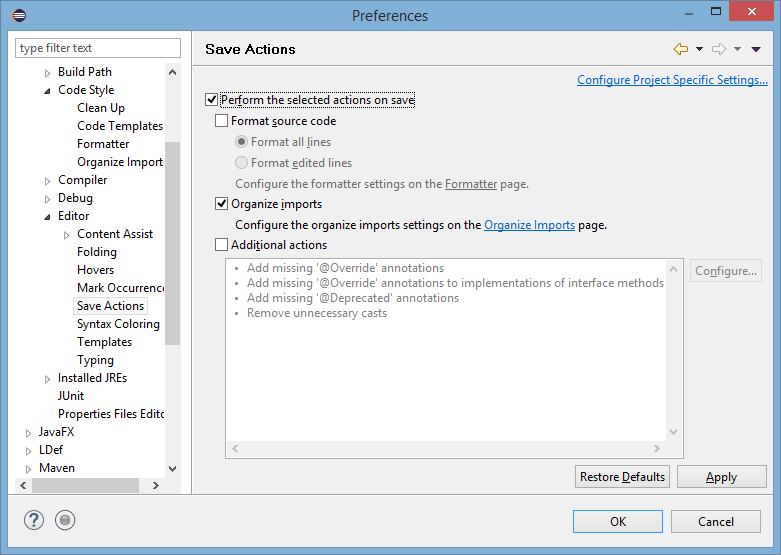 Preferences
type filter text
Build Path
Code Style
Clean Up
Code Templates
Formatter
Organize Import
Compiler
Debug
Editor
Content Assist
Folding
Hovers
Mark Occurrenc
Save Actions
Syntax Coloring
Templates
Typing
Installed JREs
JUnit
Properties Files Edito
JavaFX
LDef
Maven
Save Actions
Configure Project Specific Settings...
Perform the selected actions on save
Format source code
Format all lines
Format edited lines
Configure the formatter settings on the Formatter page.
Organize imports
Configure the organize imports settings on the Organize Imports page.
Additional actions
• Add missing '@Override' annotations
• Add missing '@Override' annotations to implementations of interface methods
• Add missing '@Deprecated' annotations
• Remove unnecessary casts
Configure...
Restore Defaults
Apply
?
OK
Cancel